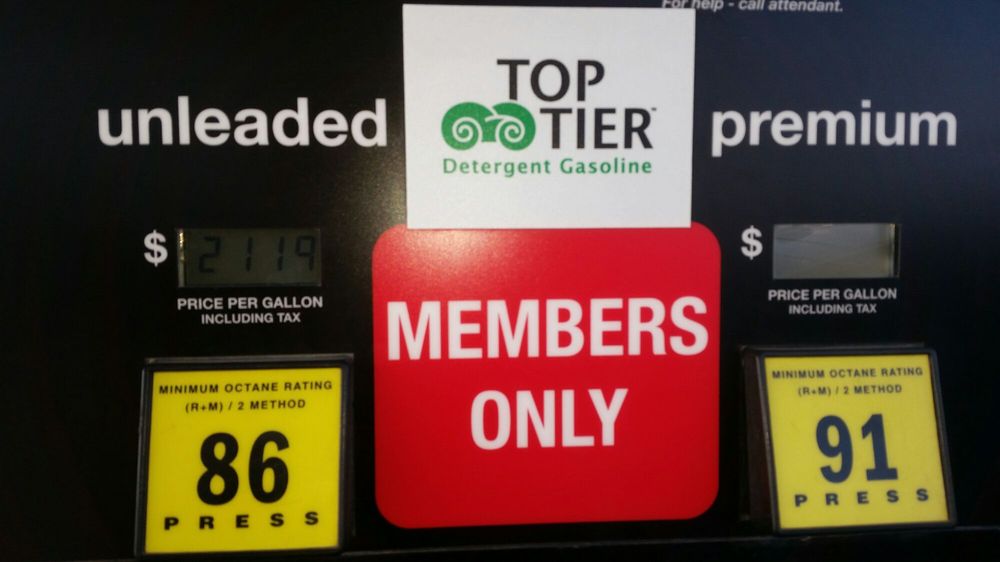 For help - call attendant.
unleaded
TOP
TIER™
Detergent Gasoline
premium
$ 2119
PRICE PER GALLON
INCLUDING TAX
$
PRICE PER GALLON
INCLUDING TAX
MEMBERS
ONLY
MINIMUM OCTANE RATING
(R+M) / 2 METHOD
86
PRESS
MINIMUM OCTANE RATING
(R+M) / 2 METHOD
91
PRESS